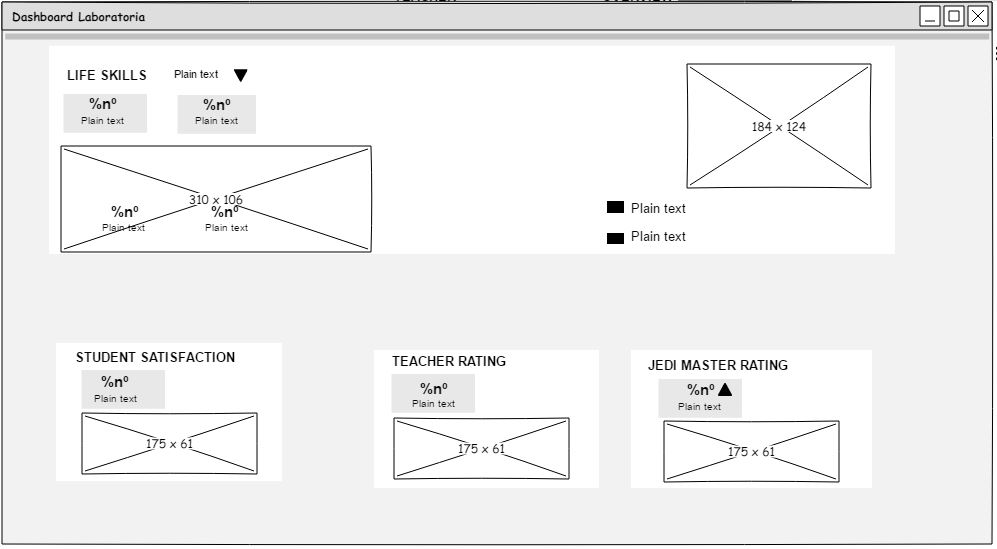 Dashboard Laboratoria
LIFE SKILLS
Plain text
%nº
Plain text
%nº
Plain text
184 x 124
310 x 106
%nº
Plain text
%nº
Plain text
Plain text
Plain text
STUDENT SATISFACTION
%nº
Plain text
175 x 61
TEACHER RATING
%nº
Plain text
175 x 61
JEDI MASTER RATING
%nº
Plain text
175 x 61